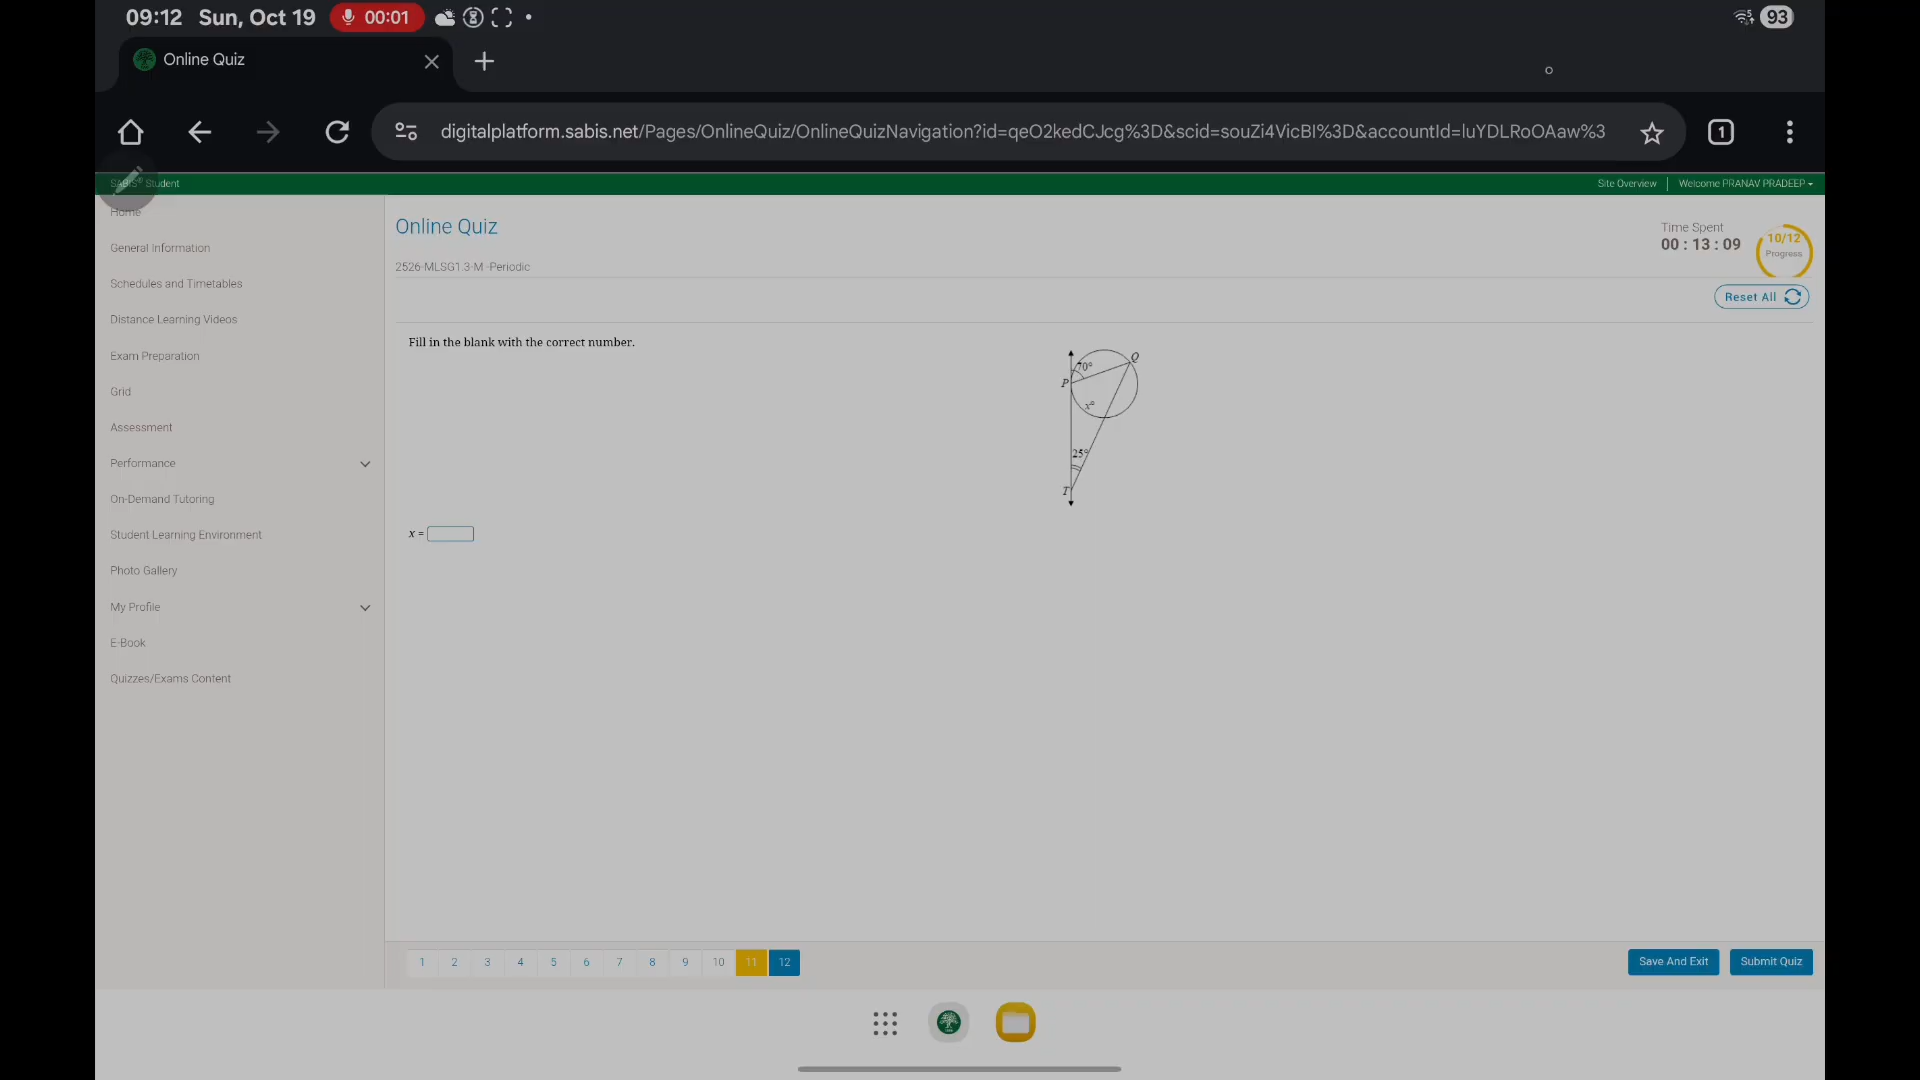 09:12 Sun, Oct 19 00:01 93
Online Quiz
digitalplatform.sabis.net/Pages/OnlineQuiz/OnlineQuizNavigation?id=qeO2kedCJcg%3D&scid=souZi4VicBI%3D&accountId=luYDLRoOAaw%3 1
SABIS® Student Site Overview Welcome PRANAV PRADEEP
Home
General Information
Schedules and Timetables
Distance Learning Videos
Exam Preparation
Grid
Assessment
Performance
On-Demand Tutoring
Student Learning Environment
Photo Gallery
My Profile
E-Book
Quizzes/Exams Content
Online Quiz
Time Spent
00 : 13 : 09
10/12
Progress
2526-MLSG1.3-M -Periodic
Reset All
Fill in the blank with the correct number.
Q
70°
P
x°
25°
T
x =
1 2 3 4 5 6 7 8 9 10 11 12
Save And Exit Submit Quiz